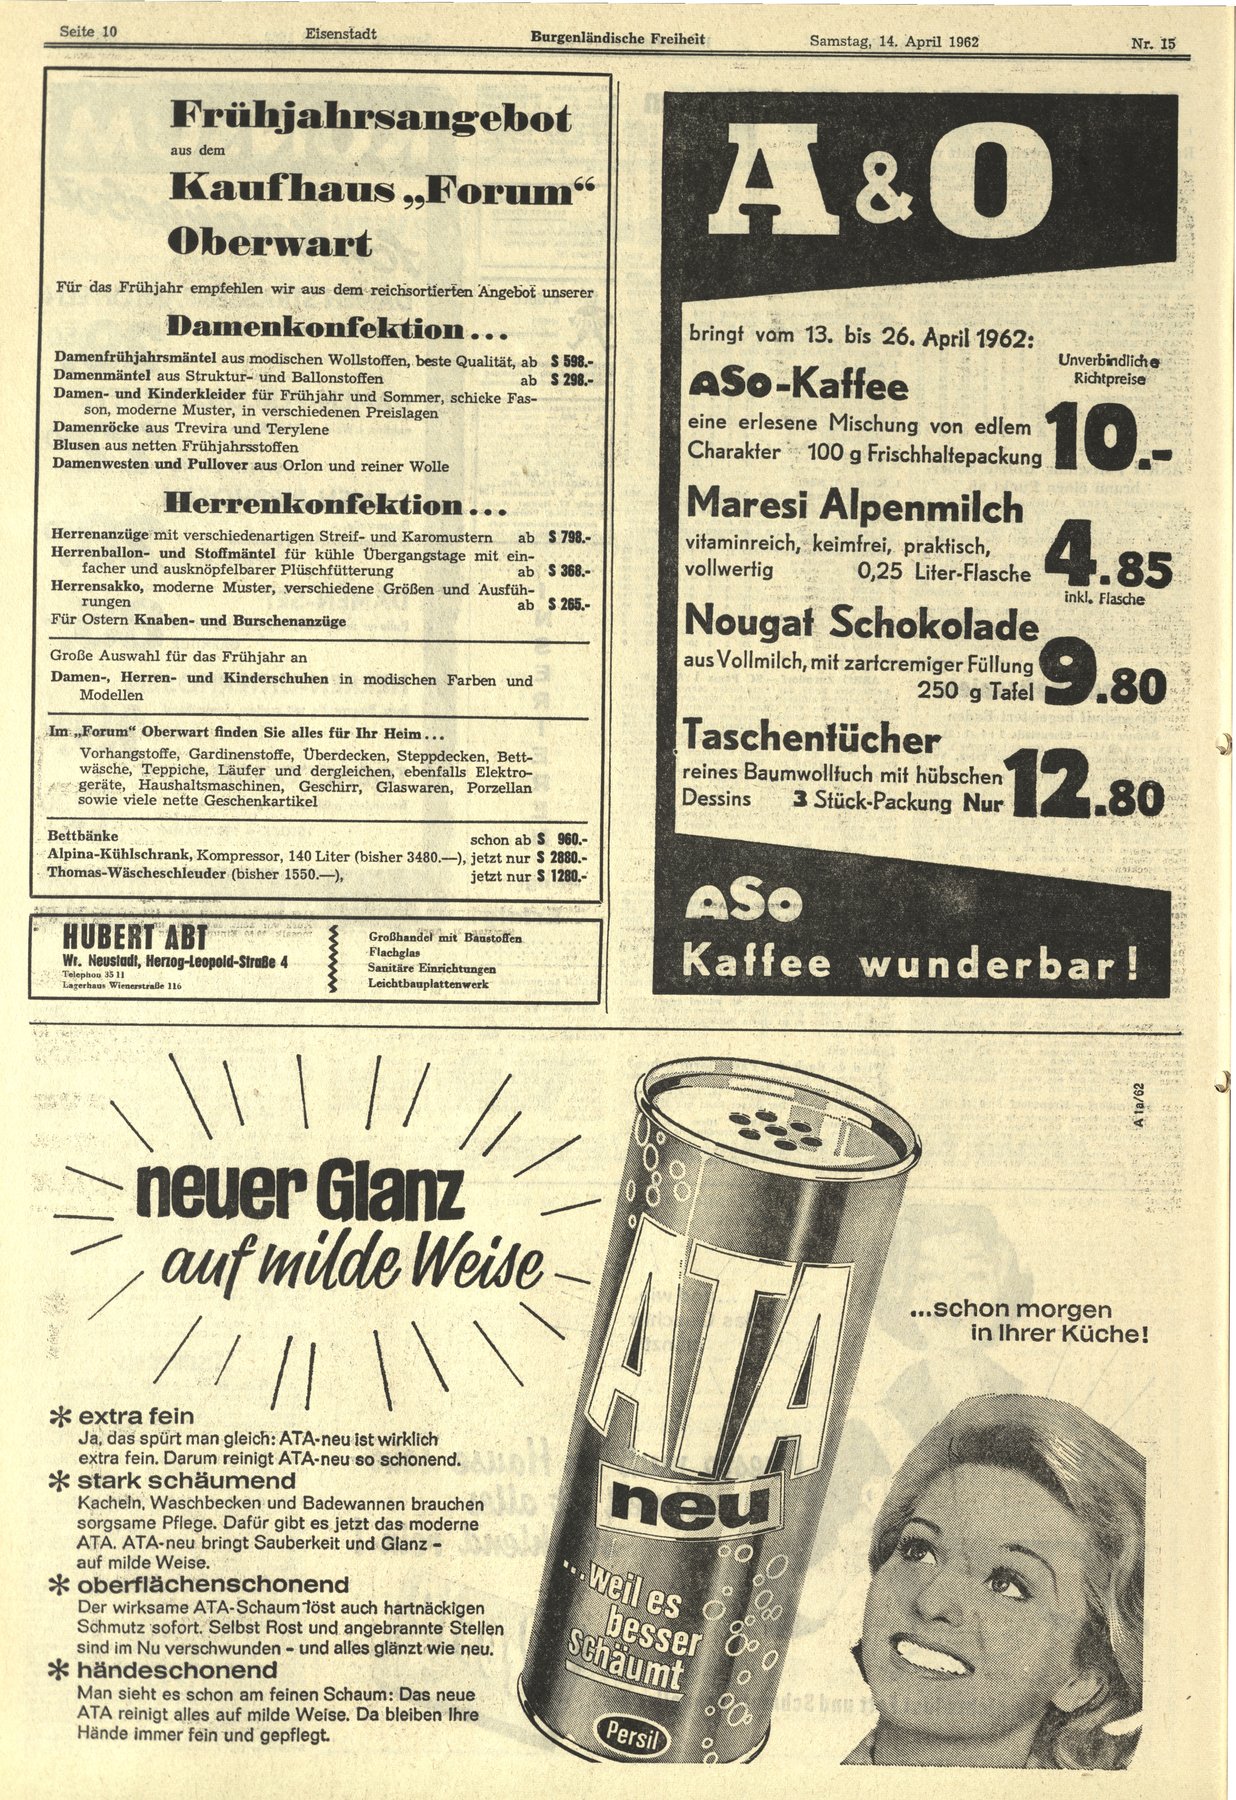 Seite 10 Eisenstadt Burgenländische Freiheit Samstag, 14. April 1962 Nr. 15
Frühjahrsangebot
aus dem
Kaufhaus „Forum“
Oberwart
Für das Frühjahr empfehlen wir aus dem reichsortierten Angebot unserer
Damenkonfektion...
Damenfrühjahrsmäntel aus modischen Wollstoffen, beste Qualität, ab S 598.-
Damenmäntel aus Struktur- und Ballonstoffen ab S 298.-
Damen- und Kinderkleider für Frühjahr und Sommer, schicke Fas-
son, moderne Muster, in verschiedenen Preislagen
Damenröcke aus Trevira und Terylene
Blusen aus netten Frühjahrsstoffen
Damenwesten und Pullover aus Orlon und reiner Wolle
Herrenkonfektion...
Herrenanzüge mit verschiedenartigen Streif- und Karomustern ab S 798.-
Herrenballon- und Stoffmäntel für kühle Übergangstage mit ein-
facher und ausknöpfelbarer Plüschfütterung ab S 368.-
Herrensakko, moderne Muster, verschiedene Größen und Ausfüh-
rungen ab S 265.-
Für Ostern Knaben- und Burschenanzüge
Große Auswahl für das Frühjahr an
Damen-, Herren- und Kinderschuhen in modischen Farben und
Modellen
Im „Forum“ Oberwart finden Sie alles für Ihr Heim...
Vorhangstoffe, Gardinenstoffe, Überdecken, Steppdecken, Bett-
wäsche, Teppiche, Läufer und dergleichen, ebenfalls Elektro-
geräte, Haushaltsmaschinen, Geschirr, Glaswaren, Porzellan
sowie viele nette Geschenkartikel
Bettbänke schon ab S 960.-
Alpina-Kühlschrank, Kompressor, 140 Liter (bisher 3480.—), jetzt nur S 2880.-
Thomas-Wäscheschleuder (bisher 1550.—), jetzt nur S 1280.-
HUBERT ABT
Wr. Neustadt, Herzog-Leopold-Straße 4
Telephon 35 11
Lagerhaus Wienerstraße 116
Großhandel mit Baustoffen
Flachglas
Sanitäre Einrichtungen
Leichtbauplattenwerk
A & O
bringt vom 13. bis 26. April 1962:
Unverbindliche
Richtpreise
ASO-Kaffee
eine erlesene Mischung von edlem
Charakter 100 g Frischhaltepackung 10.-
Maresi Alpenmilch
vitaminreich, keimfrei, praktisch,
vollwertig 0,25 Liter-Flasche 4.85
inkl. Flasche
Nougat Schokolade
aus Vollmilch, mit zartcremiger Füllung
250 g Tafel 9.80
Taschentücher
reines Baumwolltuch mit hübschen
Dessins 3 Stück-Packung Nur 12.80
ASO
Kaffee wunderbar!
A 1a/62
neuer Glanz
auf milde Weise
* extra fein
Ja, das spürt man gleich: ATA-neu ist wirklich
extra fein. Darum reinigt ATA-neu so schonend.
* stark schäumend
Kacheln, Waschbecken und Badewannen brauchen
sorgsame Pflege. Dafür gibt es jetzt das moderne
ATA. ATA-neu bringt Sauberkeit und Glanz –
auf milde Weise.
* oberflächenschonend
Der wirksame ATA-Schaum löst auch hartnäckigen
Schmutz sofort. Selbst Rost und angebrannte Stellen
sind im Nu verschwunden – und alles glänzt wie neu.
* händeschonend
Man sieht es schon am feinen Schaum: Das neue
ATA reinigt alles auf milde Weise. Da bleiben Ihre
Hände immer fein und gepflegt.
ATA
neu
...weil es
besser
schäumt
Persil
...schon morgen
in Ihrer Küche!